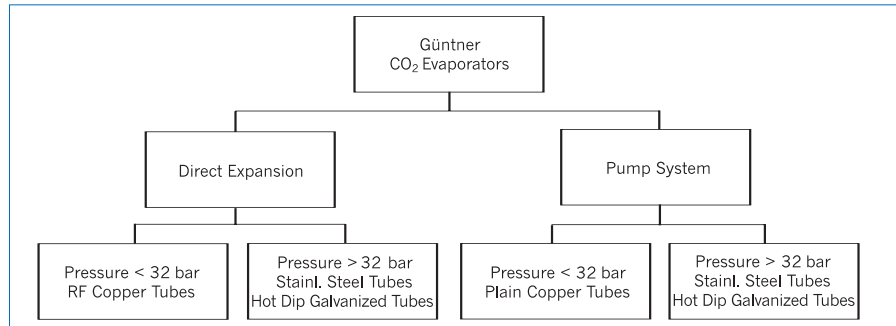 Güntner
CO₂ Evaporators
Direct Expansion
Pump System
Pressure < 32 bar
RF Copper Tubes
Pressure > 32 bar
Stainl. Steel Tubes
Hot Dip Galvanized Tubes
Pressure < 32 bar
Plain Copper Tubes
Pressure > 32 bar
Stainl. Steel Tubes
Hot Dip Galvanized Tubes